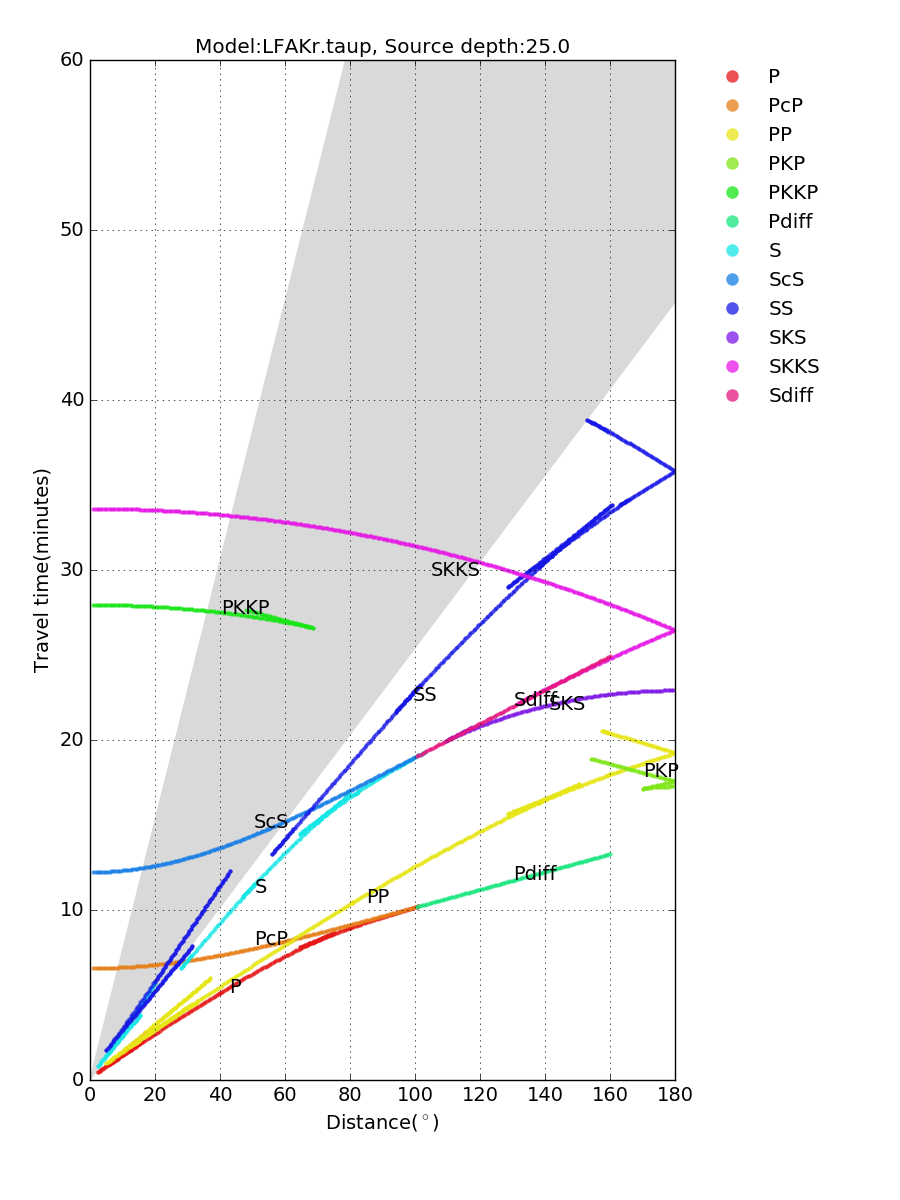 Model:LFAKr.taup, Source depth:25.0
60
50
40
30
20
10
0
Travel time(minutes)
0 20 40 60 80 100 120 140 160 180
Distance(°)
SKKS
PKKP
SS
Sdiff
SKS
PKP
ScS
S
PP
Pdiff
PcP
P
P
PcP
PP
PKP
PKKP
Pdiff
S
ScS
SS
SKS
SKKS
Sdiff